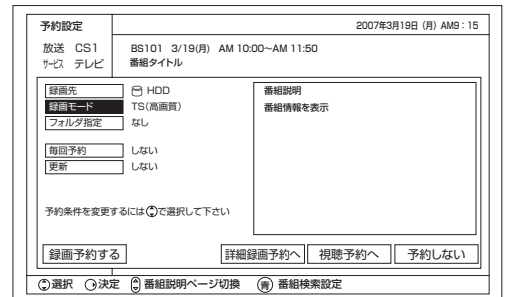 予約設定
2007年3月19日 (月) AM9：15
放送 CS1 BS101 3/19(月) AM 10:00~AM 11:50
ｻｰﾋﾞｽ テレビ 番組タイトル
録画先 HDD
録画モード TS(高画質)
フォルダ指定 なし
毎回予約 しない
更新 しない
番組説明
番組情報を表示
予約条件を変更するにはで選択して下さい
録画予約する 詳細録画予約へ 視聴予約へ 予約しない
選択 決定 番組説明ページ切換 青 番組検索設定